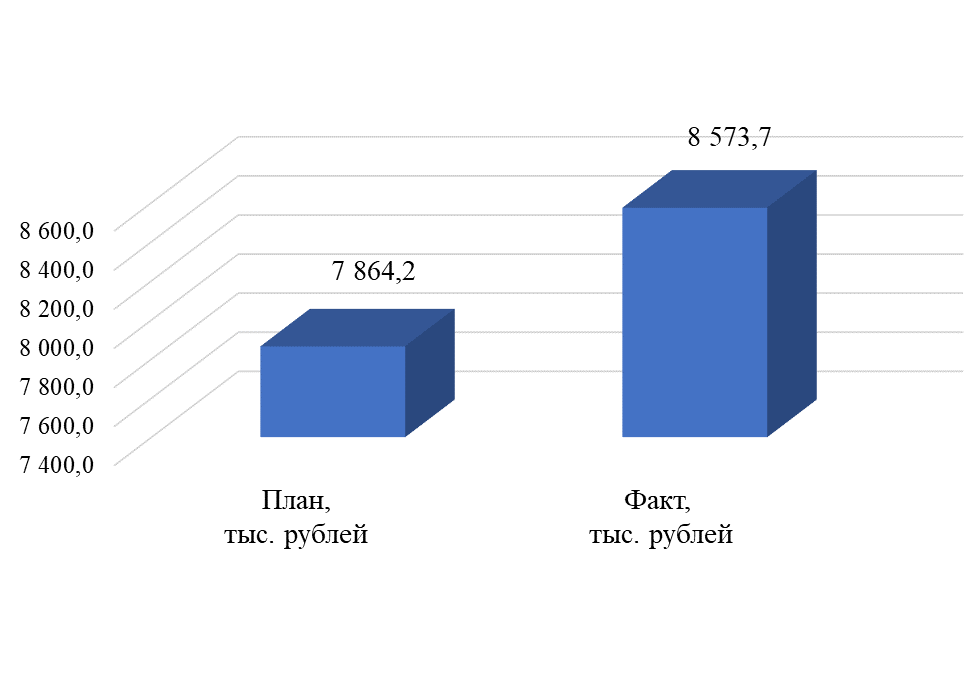 8 573,7
7 864,2
8 600,0
8 400,0
8 200,0
8 000,0
7 800,0
7 600,0
7 400,0
План,
тыс. рублей
Факт,
тыс. рублей